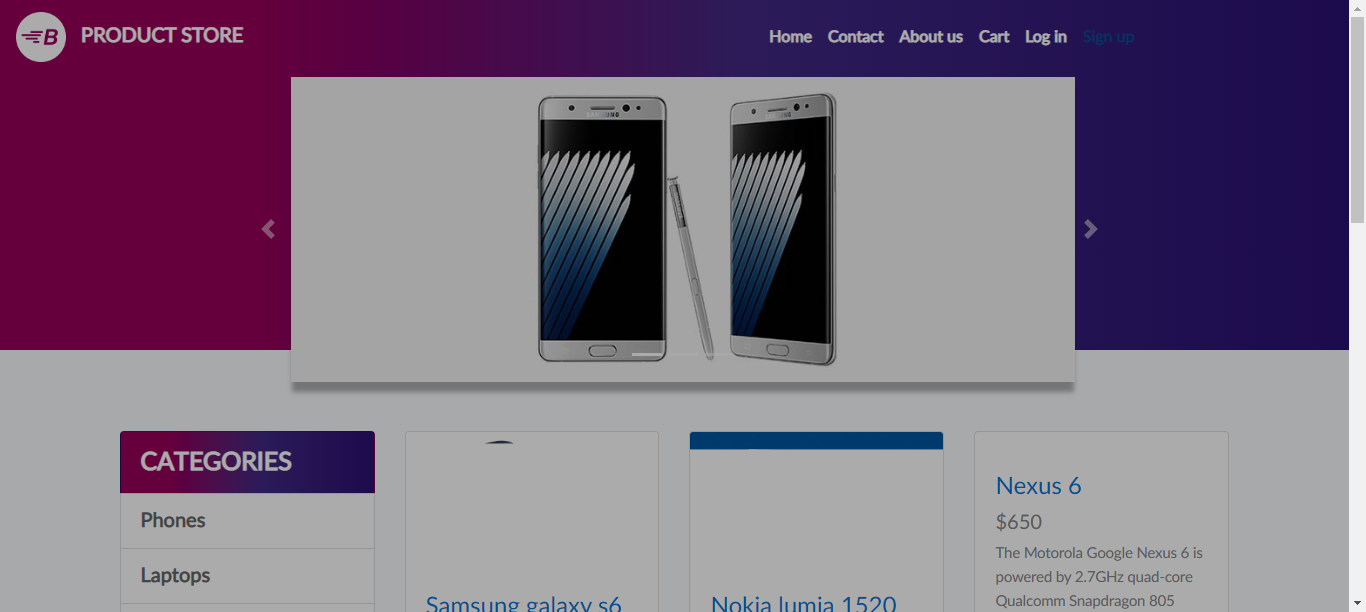 B PRODUCT STORE
Home Contact About us Cart Log in Sign up
SAMSUNG SAMSUNG
CATEGORIES
Phones
Laptops
Samsung galaxy s6
Nokia lumia 1520
Nexus 6
$650
The Motorola Google Nexus 6 is
powered by 2.7GHz quad-core
Qualcomm Snapdragon 805